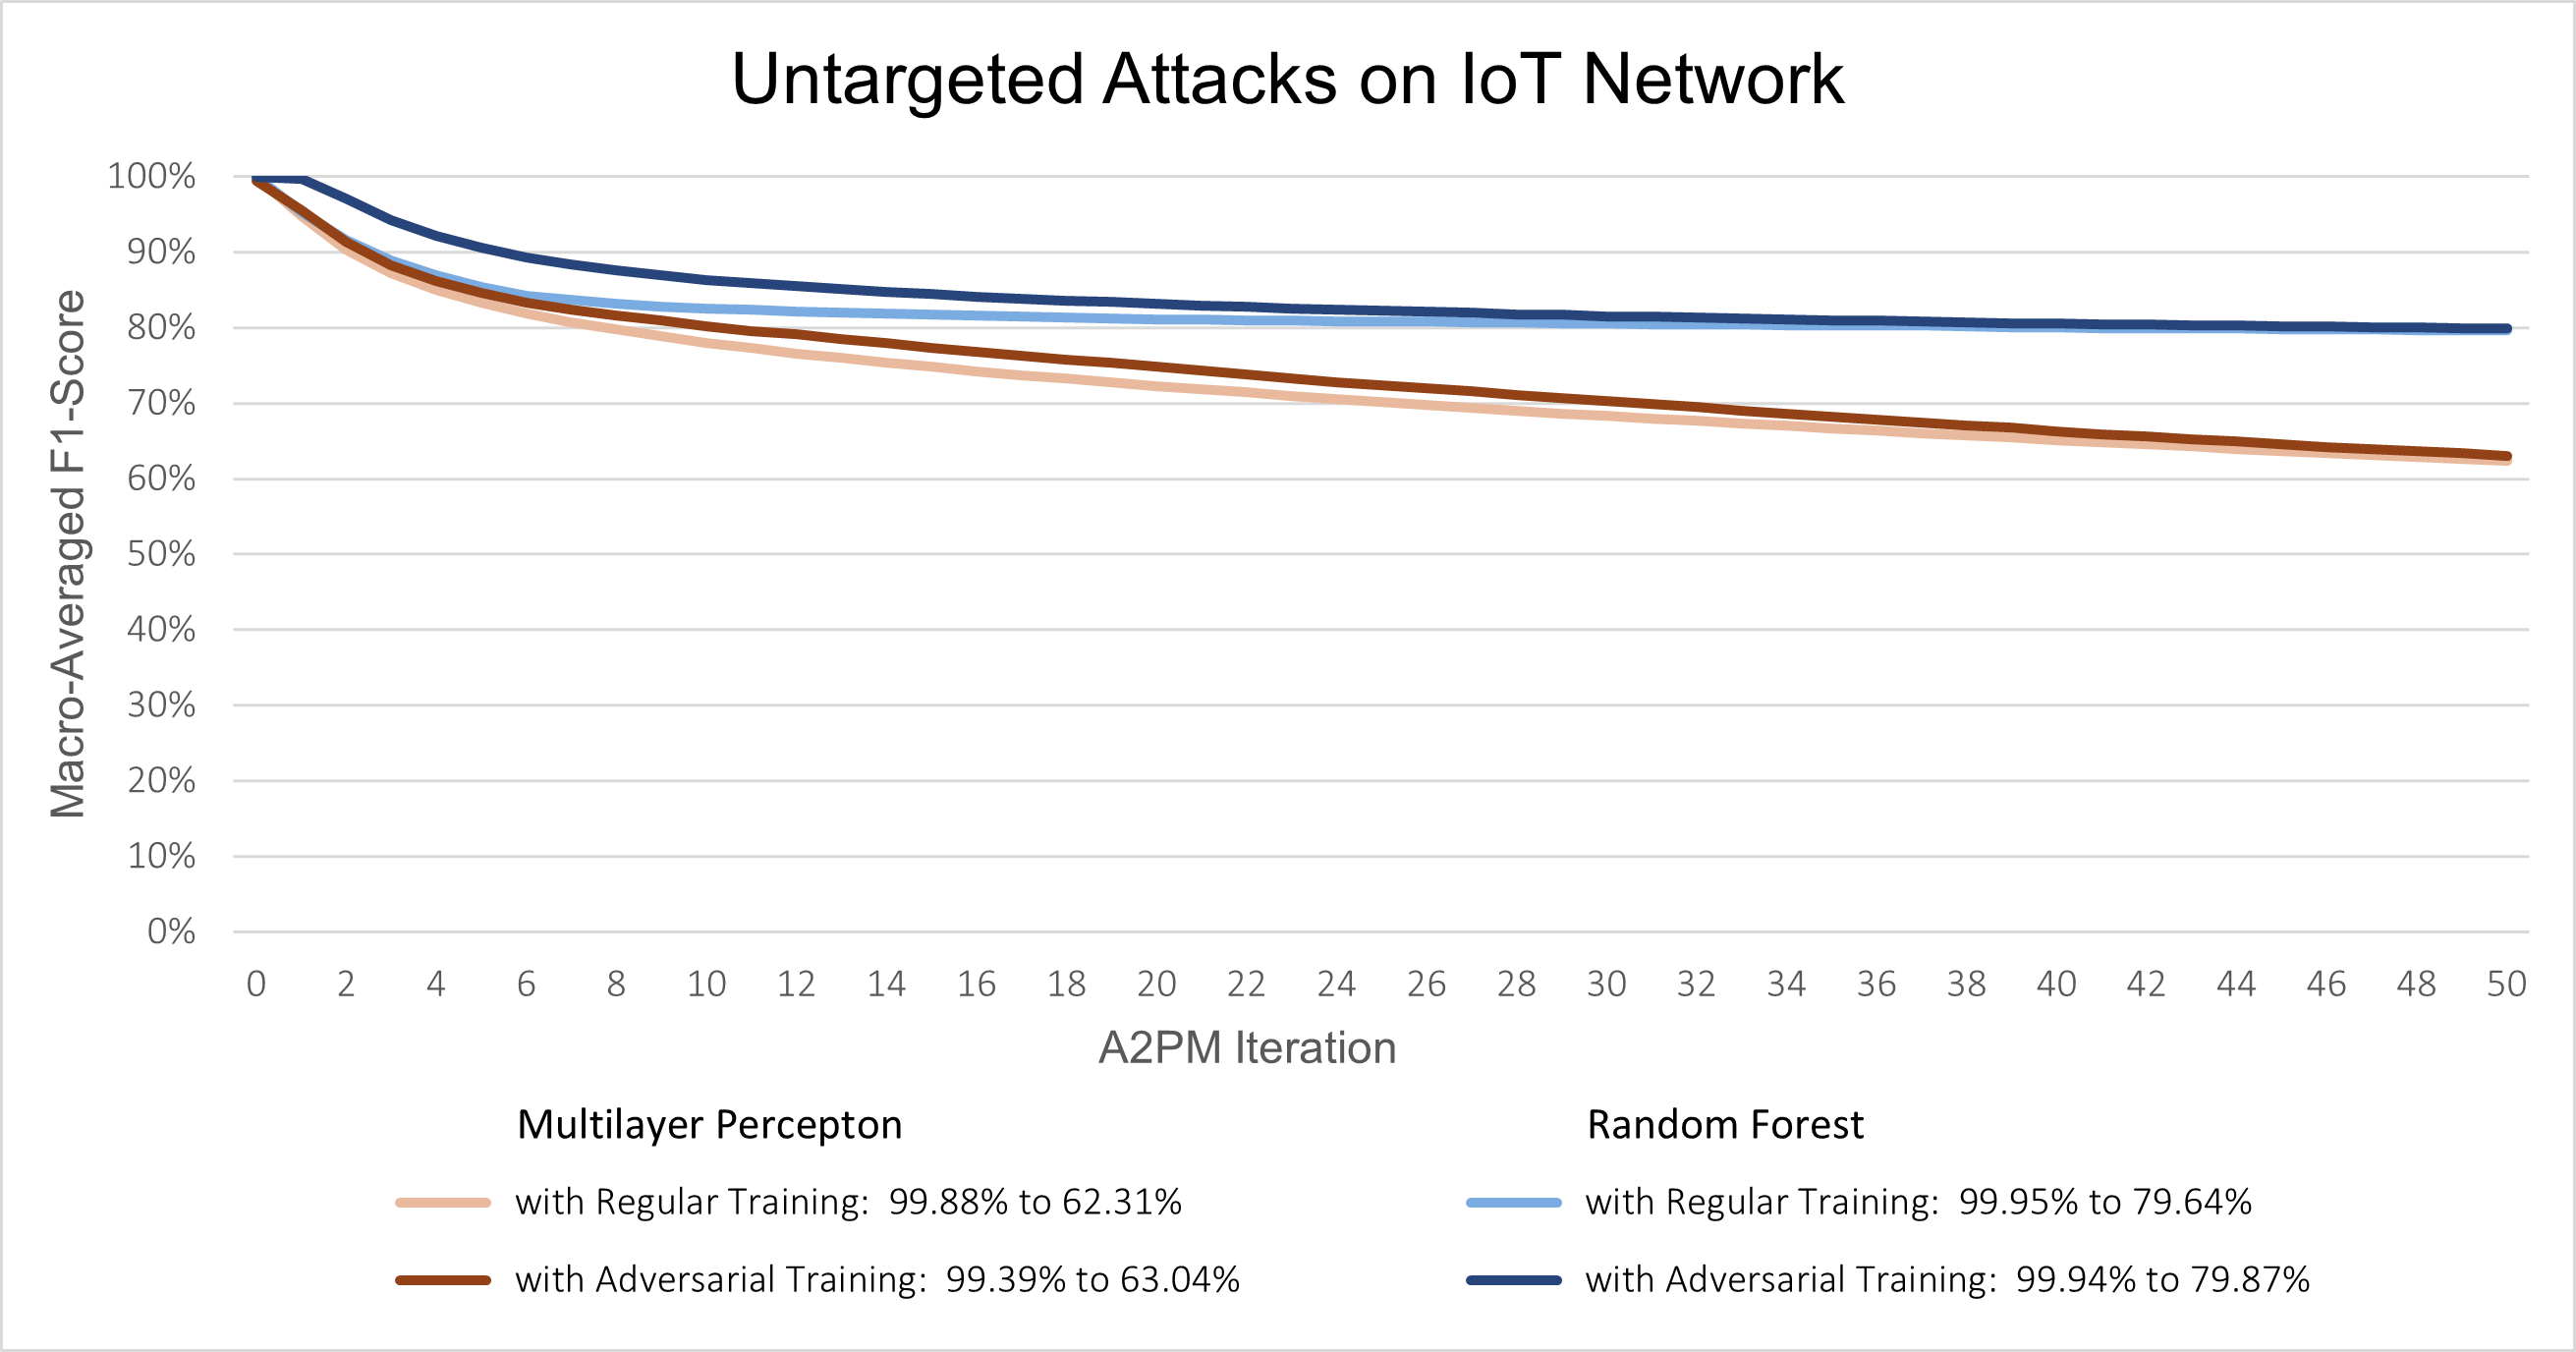 Untargeted Attacks on IoT Network
Macro-Averaged F1-Score
100%
90%
80%
70%
60%
50%
40%
30%
20%
10%
0%
0 2 4 6 8 10 12 14 16 18 20 22 24 26 28 30 32 34 36 38 40 42 44 46 48 50
A2PM Iteration
Multilayer Percepton
with Regular Training: 99.88% to 62.31%
with Adversarial Training: 99.39% to 63.04%
Random Forest
with Regular Training: 99.95% to 79.64%
with Adversarial Training: 99.94% to 79.87%